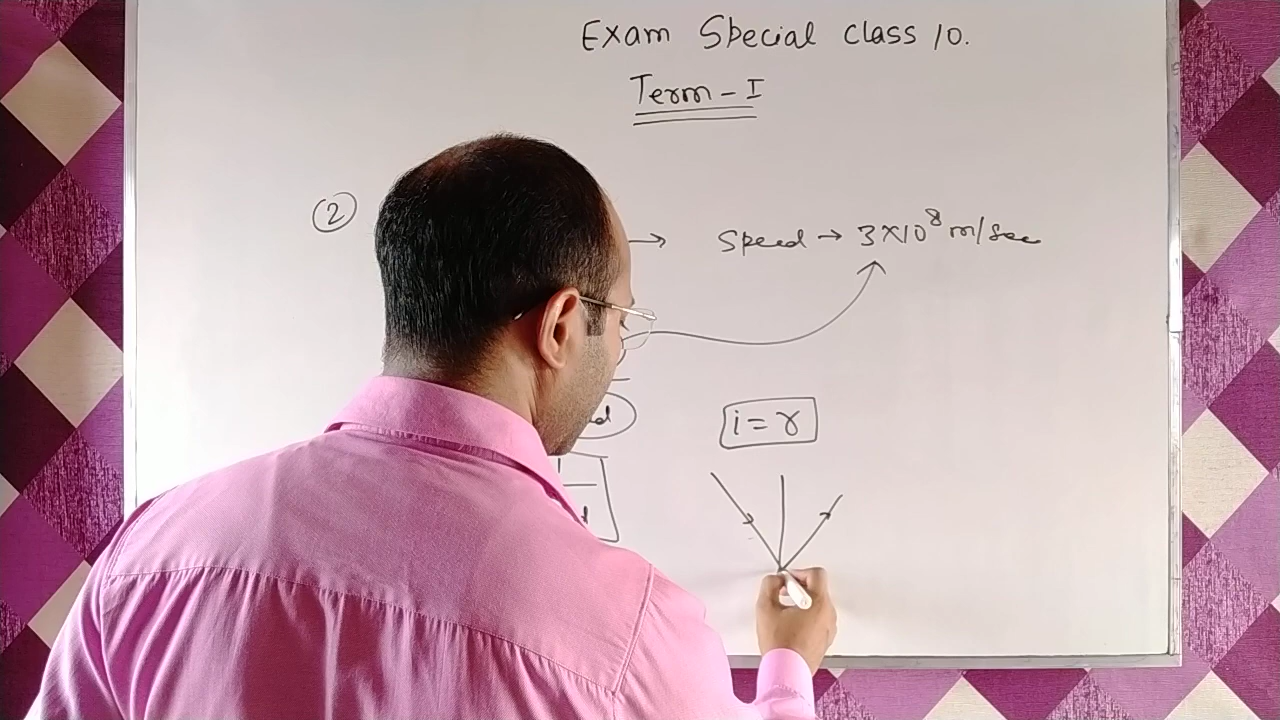 Exam Special class 10.
Term - I
② → Speed → 3×10⁸ m/sec
i = r